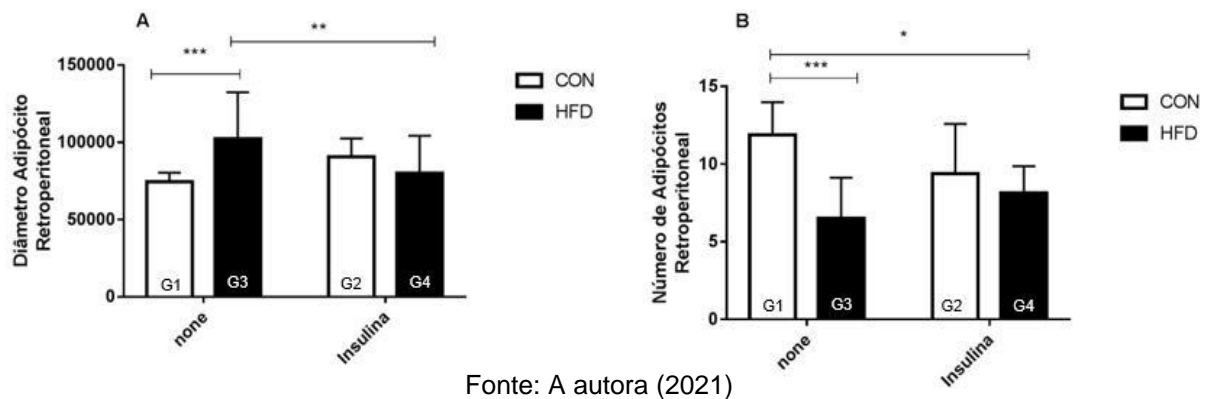 A
**
***
Diâmetro Adipócito
Retroperitoneal
150000
100000
50000
0
G1
G3
G2
G4
none
Insulina
CON
HFD
B
*
***
Número de Adipócitos
Retroperitoneal
15
10
5
0
G1
G3
G2
G4
none
Insulina
CON
HFD
Fonte: A autora (2021)